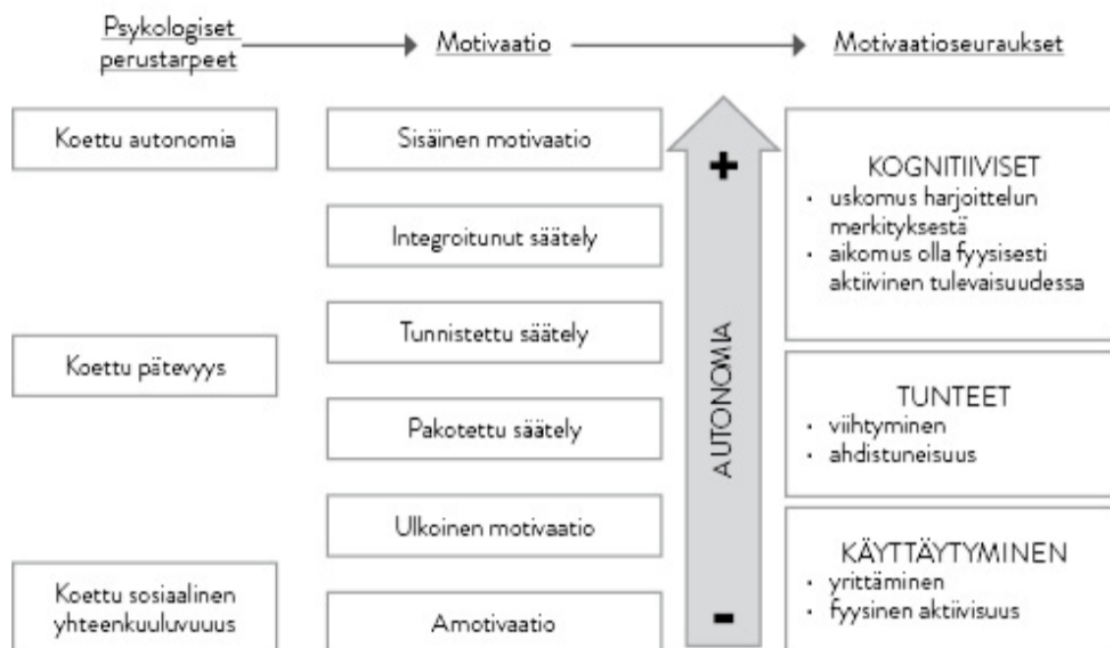 Psykologiset
perustarpeet
Motivaatio
Motivaatioseuraukset
Koettu autonomia
Koettu pätevyys
Koettu sosiaalinen
yhteenkuuluvuuus
Sisäinen motivaatio
Integroitunut säätely
Tunnistettu säätely
Pakotettu säätely
Ulkoinen motivaatio
Amotivaatio
+
AUTONOMIA
-
KOGNITIIVISET
• uskomus harjoittelun
merkityksestä
• aikomus olla fyysisesti
aktiivinen tulevaisuudessa
TUNTEET
• viihtyminen
• ahdistuneisuus
KÄYTTÄYTYMINEN
• yrittäminen
• fyysinen aktiivisuus